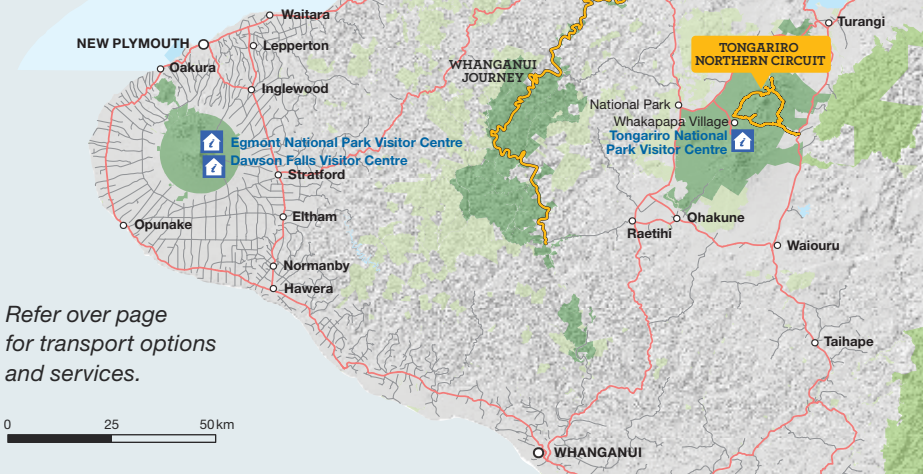 Waitara
Turangi
NEW PLYMOUTH
Lepperton
TONGARIRO
NORTHERN CIRCUIT
Oakura
WHANGANUI
JOURNEY
Inglewood
National Park
Whakapapa Village
Egmont National Park Visitor Centre
Tongariro National
Park Visitor Centre
Dawson Falls Visitor Centre
Stratford
Opunake
Eltham
Ohakune
Raetihi
Waiouru
Normanby
Hawera
Refer over page
for transport options
and services.
Taihape
0 25 50 km
WHANGANUI